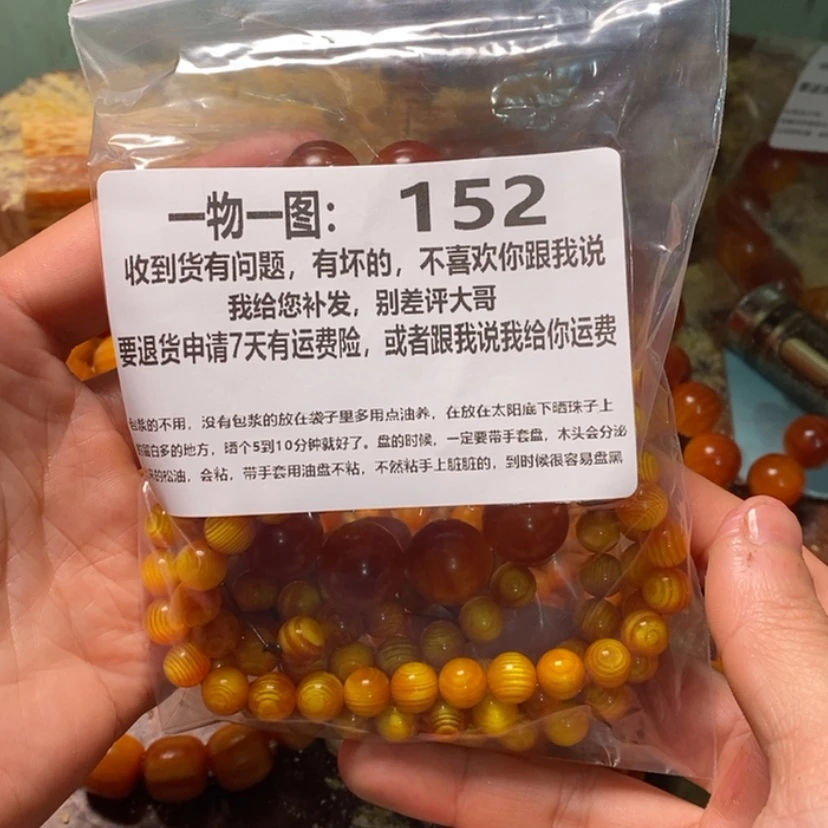 一物一图： 152
收到货有问题，有坏的，不喜欢你跟我说
我给您补发，别差评大哥
要退货申请7天有运费险，或者跟我说我给你运费
包浆的不用，没有包浆的放在袋子里多用点油养，在放在太阳底下晒珠子上
留白多的地方，晒个5到10分钟就好了。盘的时候，一定要带手套盘，木头会分泌
的松油，会粘，带手套用油盘不粘，不然粘手上脏脏的，到时候很容易盘黑